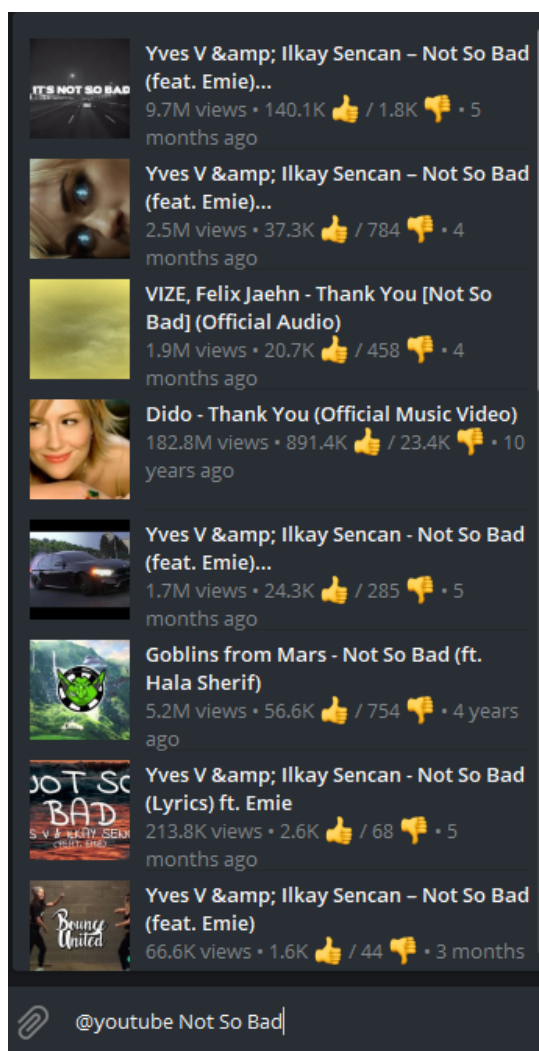 IT'S NOT SO BAD
Yves V &amp; Ilkay Sencan – Not So Bad
(feat. Emie)...
9.7M views • 140.1K 👍 / 1.8K 👎 • 5
months ago
Yves V &amp; Ilkay Sencan – Not So Bad
(feat. Emie)...
2.5M views • 37.3K 👍 / 784 👎 • 4
months ago
VIZE, Felix Jaehn - Thank You [Not So
Bad] (Official Audio)
1.9M views • 20.7K 👍 / 458 👎 • 4
months ago
Dido - Thank You (Official Music Video)
182.8M views • 891.4K 👍 / 23.4K 👎 • 10
years ago
Yves V &amp; Ilkay Sencan - Not So Bad
(feat. Emie)...
1.7M views • 24.3K 👍 / 285 👎 • 5
months ago
Goblins from Mars - Not So Bad (ft.
Hala Sherif)
5.2M views • 56.6K 👍 / 754 👎 • 4 years
ago
NOT SO
BAD
S V & ILKAY SEN
(FEAT. EMIE)
Yves V &amp; Ilkay Sencan - Not So Bad
(Lyrics) ft. Emie
213.8K views • 2.6K 👍 / 68 👎 • 5
months ago
Bounce
United
Yves V &amp; Ilkay Sencan – Not So Bad
(feat. Emie)
66.6K views • 1.6K 👍 / 44 👎 • 3 months
@youtube Not So Bad